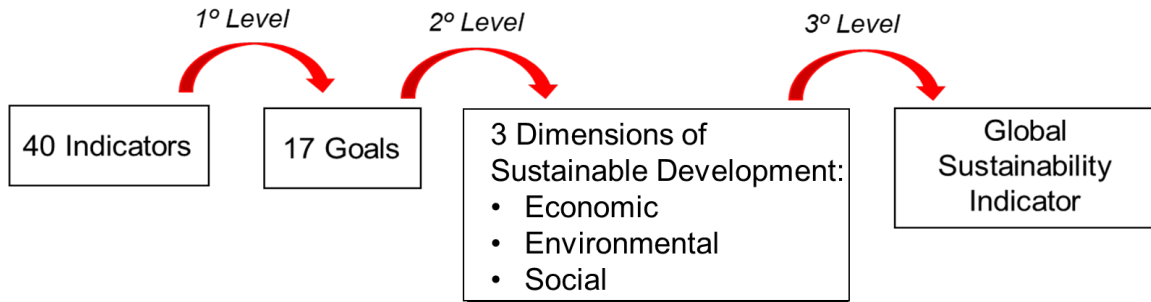 1º Level
2º Level
3º Level
40 Indicators
17 Goals
3 Dimensions of
Sustainable Development:
• Economic
• Environmental
• Social
Global
Sustainability
Indicator